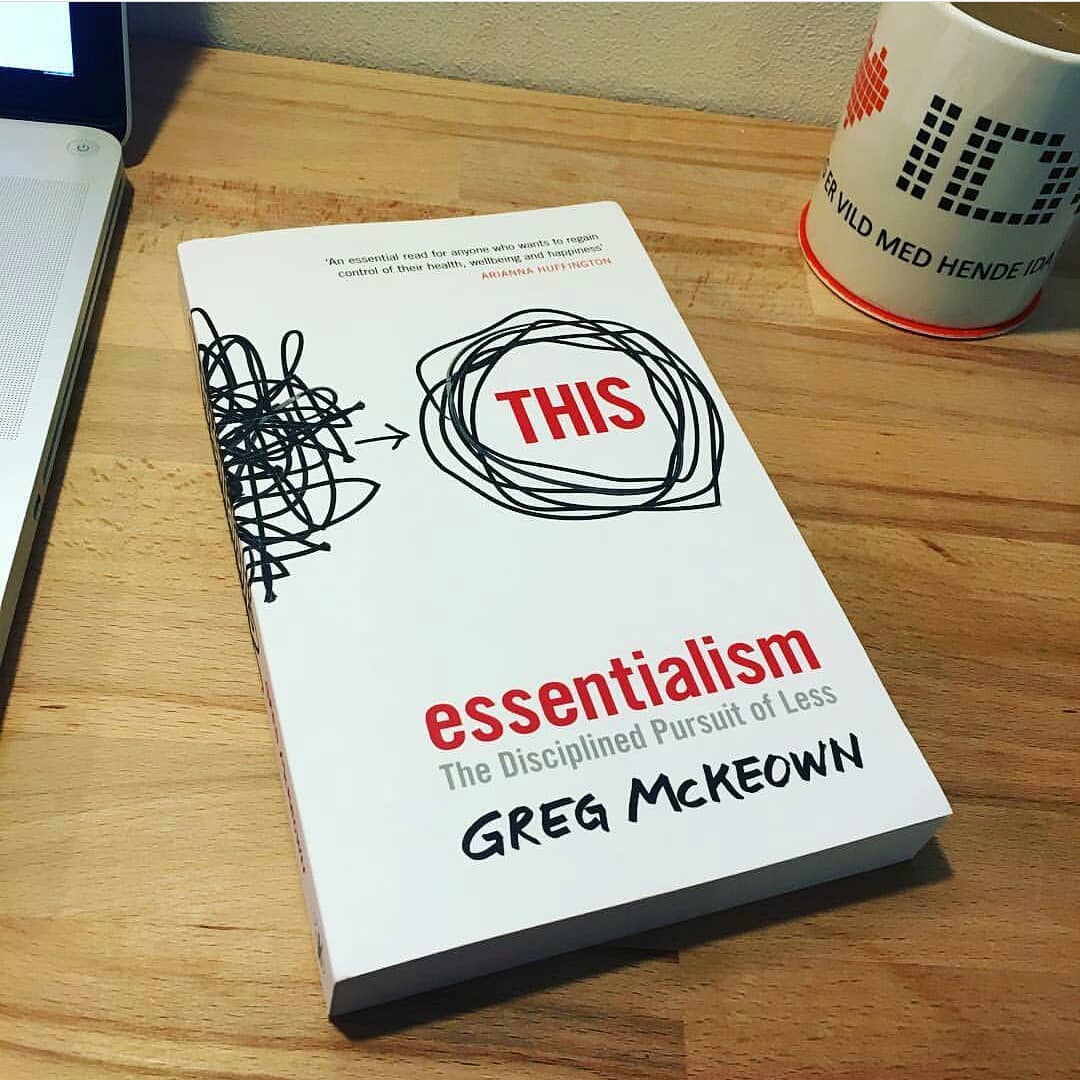 'An essential read for anyone who wants to regain
control of their health, wellbeing and happiness'
ARIANNA HUFFINGTON
THIS
essentialism
The Disciplined Pursuit of Less
GREG McKEOWN
ID
ER VILD MED HENDE IDA